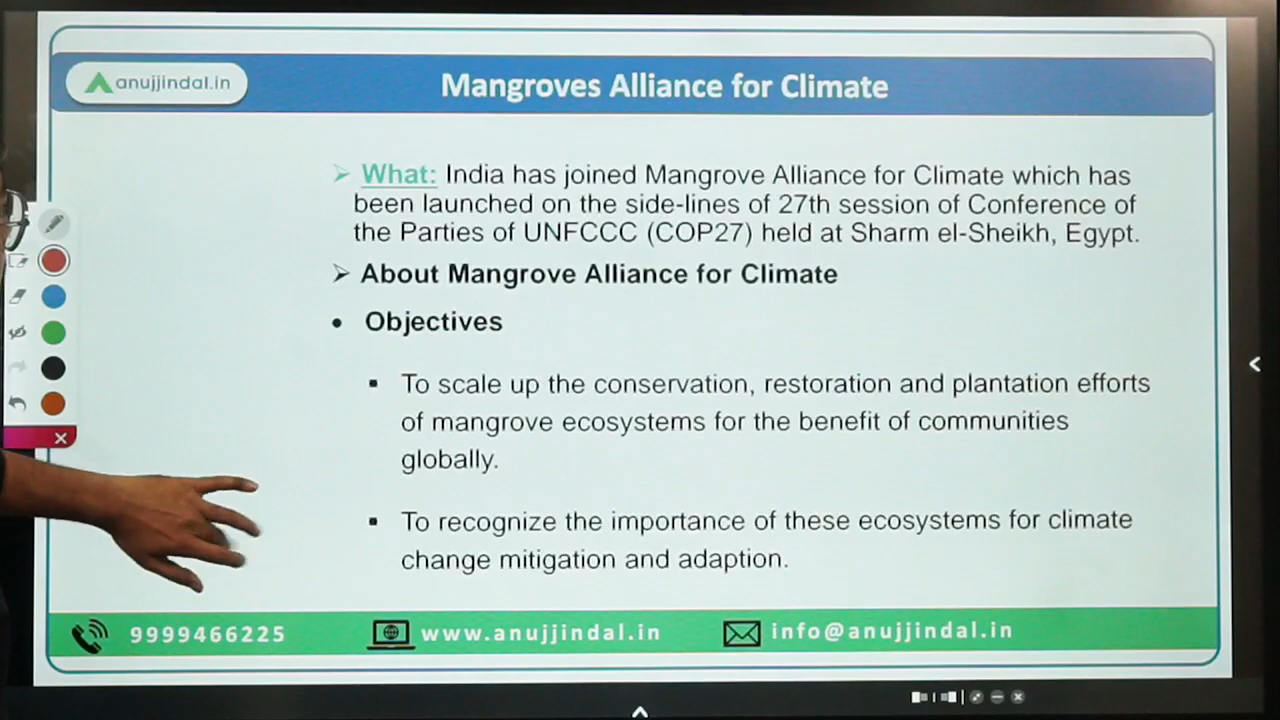 anujjindal.in
Mangroves Alliance for Climate
What: India has joined Mangrove Alliance for Climate which has
been launched on the side-lines of 27th session of Conference of
the Parties of UNFCCC (COP27) held at Sharm el-Sheikh, Egypt.
About Mangrove Alliance for Climate
Objectives
To scale up the conservation, restoration and plantation efforts
of mangrove ecosystems for the benefit of communities
globally.
To recognize the importance of these ecosystems for climate
change mitigation and adaption.
9999466225 www.anujjindal.in info@anujjindal.in